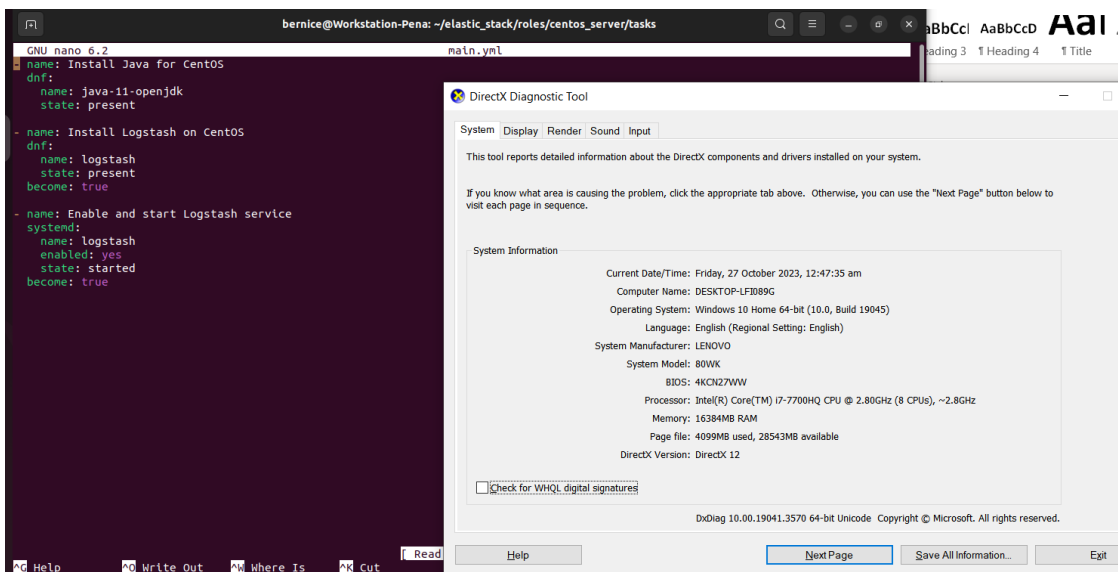 bernice@Workstation-Pena: ~/elastic_stack/roles/centos_server/tasks
GNU nano 6.2 main.yml
- name: Install Java for CentOS
dnf:
name: java-11-openjdk
state: present
- name: Install Logstash on CentOS
dnf:
name: logstash
state: present
become: true
- name: Enable and start Logstash service
systemd:
name: logstash
enabled: yes
state: started
become: true
[ Read
^G Help ^O Write Out ^W Where Is ^K Cut
aBbCcI AaBbCcD AaI
eading 3 ¶ Heading 4 ¶ Title
DirectX Diagnostic Tool
System Display Render Sound Input
This tool reports detailed information about the DirectX components and drivers installed on your system.
If you know what area is causing the problem, click the appropriate tab above. Otherwise, you can use the "Next Page" button below to
visit each page in sequence.
System Information
Current Date/Time: Friday, 27 October 2023, 12:47:35 am
Computer Name: DESKTOP-LFI089G
Operating System: Windows 10 Home 64-bit (10.0, Build 19045)
Language: English (Regional Setting: English)
System Manufacturer: LENOVO
System Model: 80WK
BIOS: 4KCN27WW
Processor: Intel(R) Core(TM) i7-7700HQ CPU @ 2.80GHz (8 CPUs), ~2.8GHz
Memory: 16384MB RAM
Page file: 4099MB used, 28543MB available
DirectX Version: DirectX 12
Check for WHQL digital signatures
DxDiag 10.00.19041.3570 64-bit Unicode Copyright © Microsoft. All rights reserved.
Help Next Page Save All Information... Exit